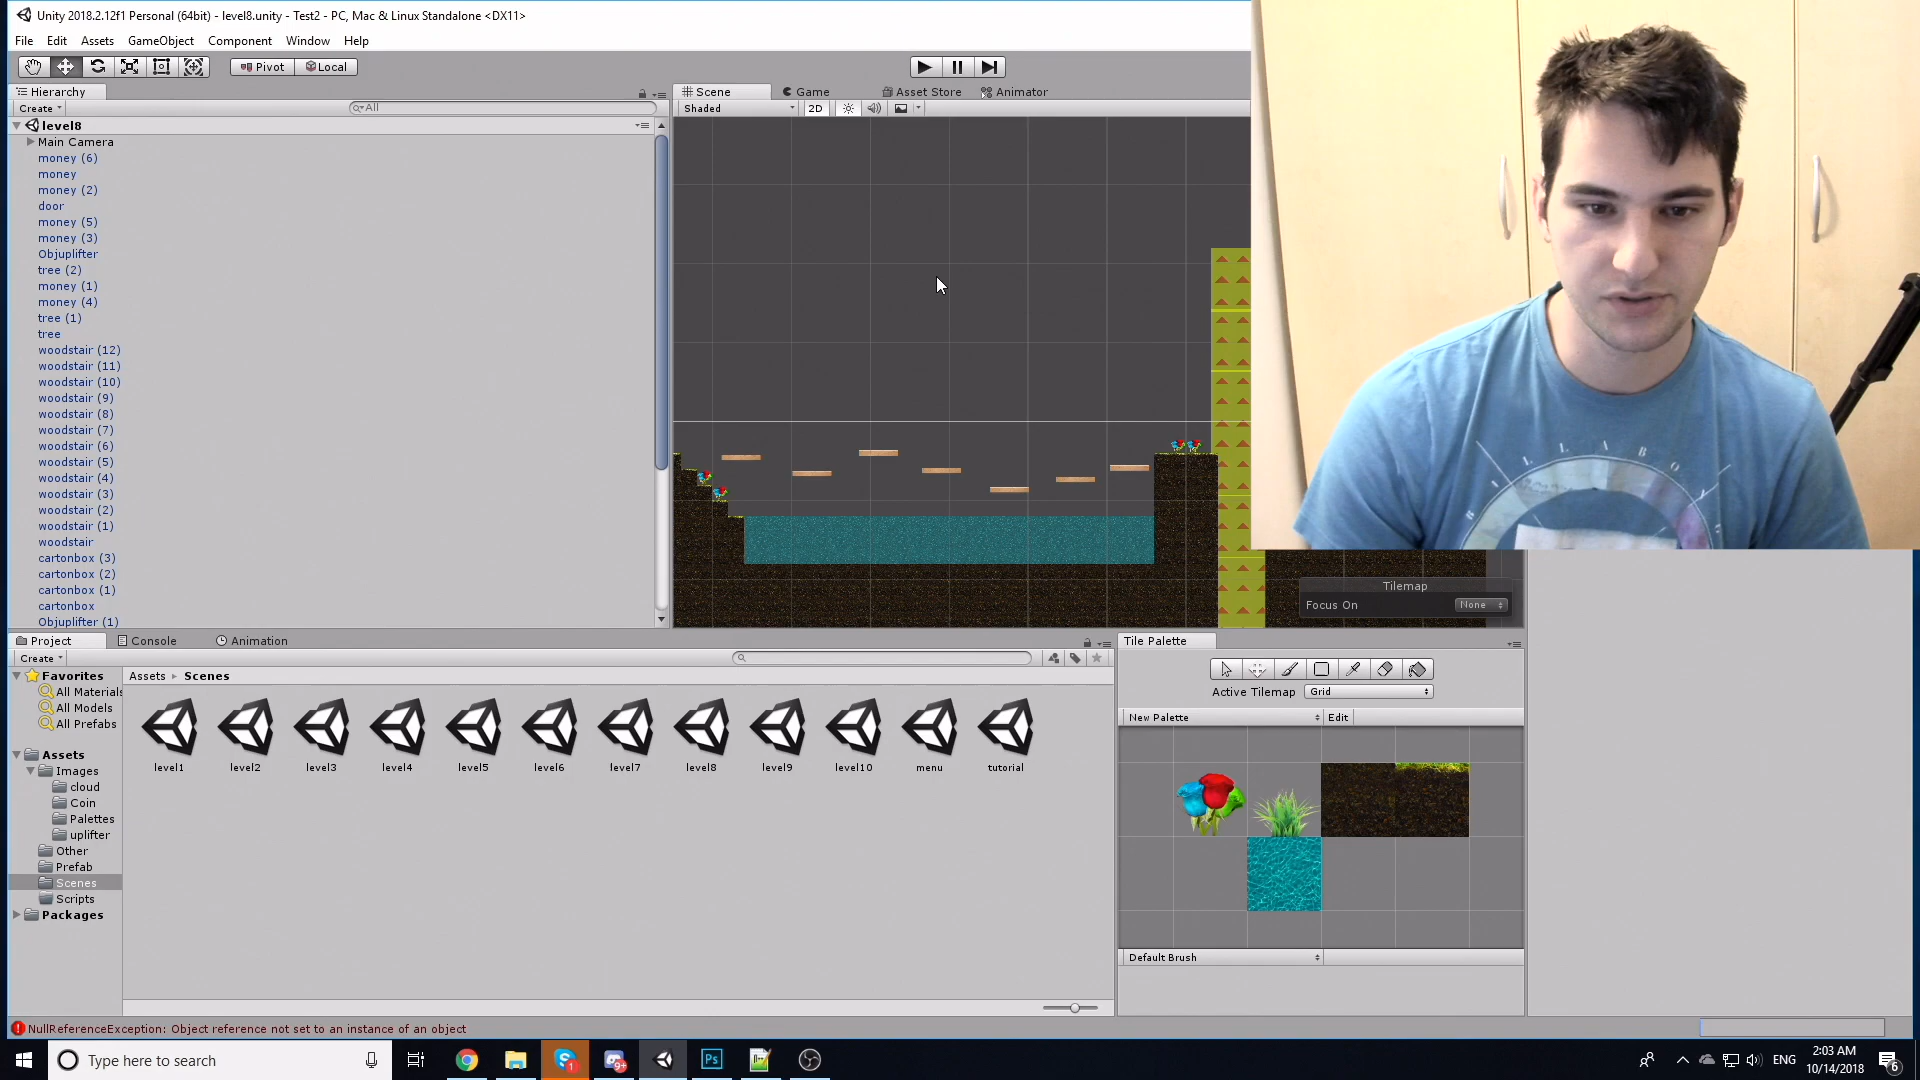 Unity 2018.2.12f1 Personal (64bit) - level8.unity - Test2 - PC, Mac & Linux Standalone <DX11>
File Edit Assets GameObject Component Window Help
Pivot Local
Hierarchy
Create All
level8
Main Camera
money (6)
money
money (2)
door
money (5)
money (3)
Objuplifter
tree (2)
money (1)
money (4)
tree (1)
tree
woodstair (12)
woodstair (11)
woodstair (10)
woodstair (9)
woodstair (8)
woodstair (7)
woodstair (6)
woodstair (5)
woodstair (4)
woodstair (3)
woodstair (2)
woodstair (1)
woodstair
cartonbox (3)
cartonbox (2)
cartonbox (1)
cartonbox
Objuplifter (1)
Scene Game Asset Store Animator
Shaded 2D
Tilemap
Focus On None
Project Console Animation
Create
Favorites
All Materials
All Models
All Prefabs
Assets
Images
cloud
Coin
Palettes
uplifter
Other
Prefab
Scenes
Scripts
Packages
Assets Scenes
level1 level2 level3 level4 level5 level6 level7 level8 level9 level10 menu tutorial
Tile Palette
Active Tilemap Grid
New Palette Edit
Default Brush
NullReferenceException: Object reference not set to an instance of an object
Type here to search
Ps
ENG
2:03 AM
10/14/2018
6